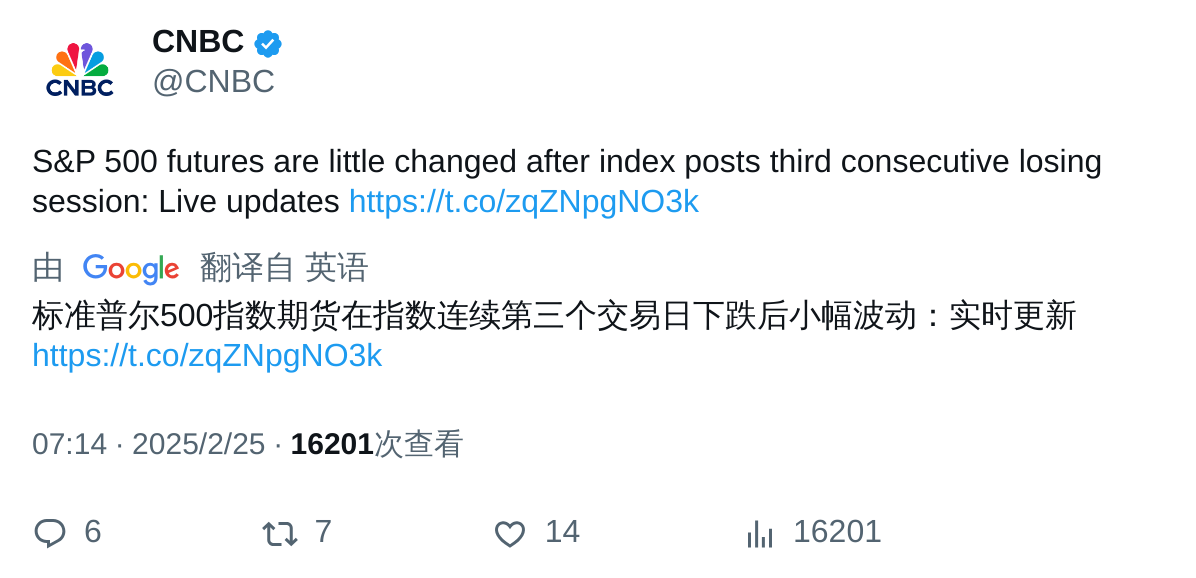 CNBC
CNBC
@CNBC
S&P 500 futures are little changed after index posts third consecutive losing
session: Live updates https://t.co/zqZNpgNO3k
由 Google 翻译自 英语
标准普尔500指数期货在指数连续第三个交易日下跌后小幅波动：实时更新
https://t.co/zqZNpgNO3k
07:14 · 2025/2/25 · 16201次查看
6 7 14 16201